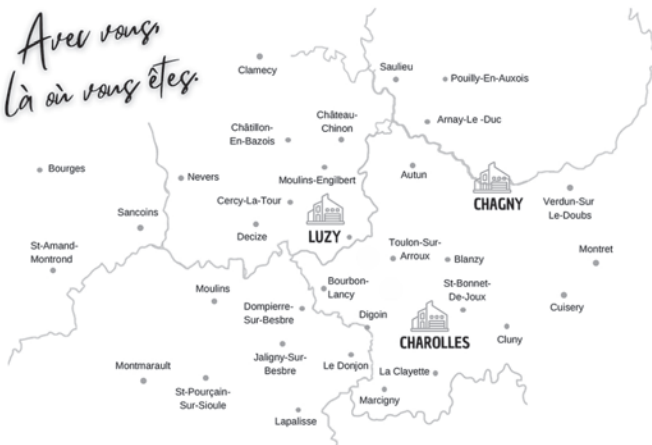 Avec vous,
Là où vous êtes.
Clamecy
Saulieu
Pouilly-En-Auxois
Château-
Chinon
Arnay-Le -Duc
Châtillon-
En-Bazois
Bourges
Nevers
Moulins-Engilbert
Autun
CHAGNY
Verdun-Sur
Le-Doubs
Cercy-La-Tour
Sancoins
Decize
LUZY
St-Amand-
Montrond
Toulon-Sur-
Arroux
Blanzy
Montret
Moulins
Bourbon-
Lancy
St-Bonnet-
De-Joux
Dompierre-
Sur-Besbre
Digoin
Cuisery
CHAROLLES
Cluny
Jaligny-Sur-
Besbre
Le Donjon
La Clayette
Montmarault
St-Pourçain-
Sur-Sioule
Marcigny
Lapalisse